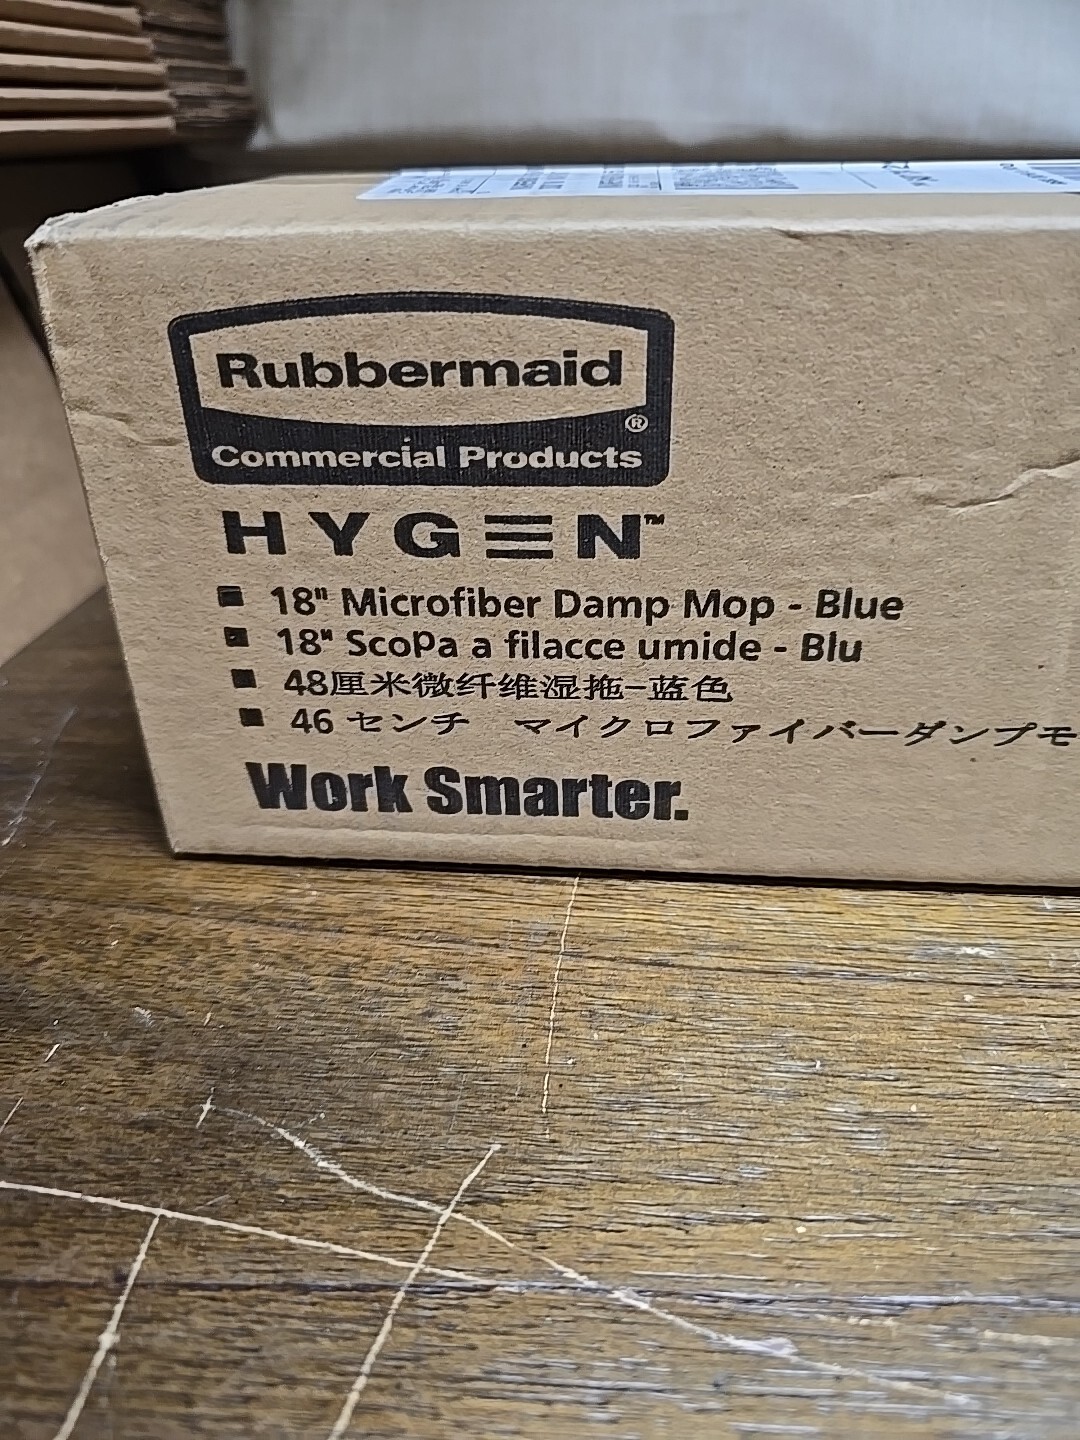 Rubbermaid
®
Commercial Products
HYGEN™
■ 18" Microfiber Damp Mop - Blue
■ 18" ScoPa a filacce umide - Blu
■ 48厘米微纤维湿拖-蓝色
■ 46 センチ　マイクロファイバーダンプモ
Work Smarter.